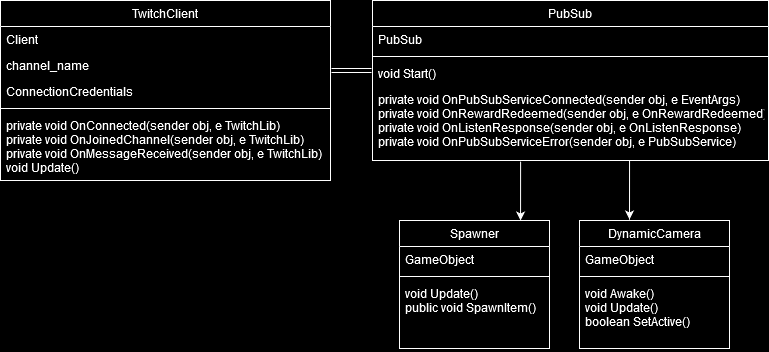 TwitchClient
Client
channel_name
ConnectionCredentials
private void OnConnected(sender obj, e TwitchLib)
private void OnJoinedChannel(sender obj, e TwitchLib)
private void OnMessageReceived(sender obj, e TwitchLib)
void Update()
PubSub
PubSub
void Start()
private void OnPubSubServiceConnected(sender obj, e EventArgs)
private void OnRewardRedeemed(sender obj, e OnRewardRedeemed)
private void OnListenResponse(sender obj, e OnListenResponse)
private void OnPubSubServiceError(sender obj, e PubSubService)
Spawner
GameObject
void Update()
public void SpawnItem()
DynamicCamera
GameObject
void Awake()
void Update()
boolean SetActive()